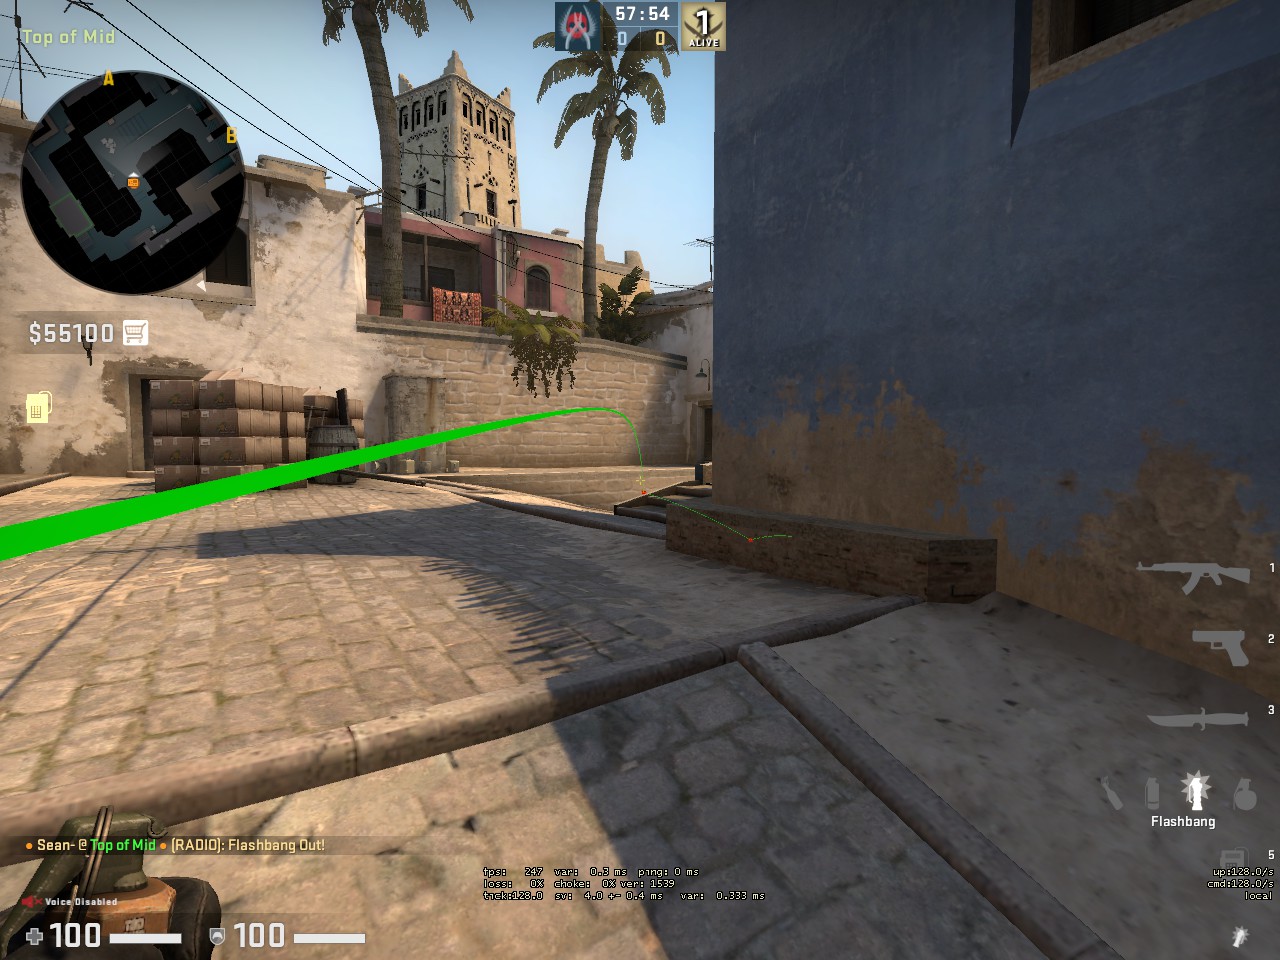 Top of Mid
57:54
0 0
1
ALIVE
A
B
$55100
1
2
3
Flashbang
5
• Sean- @ Top of Mid • (RADIO): Flashbang Out!
fps: 247 var: 0.3 ms ping: 0 ms
loss: 0% choke: 0% ver: 1539
tick:128.0 sv: 4.0 +- 0.4 ms var: 0.333 ms
up:128.0/s
cmd:128.0/s
local
Voice Disabled
100
100